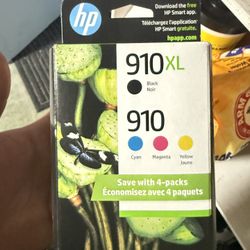 hp
Download the free
HP Smart app
Téléchargez l'appli
HP Smart gratuite
HPapp.com
910XL
Black
Noir
910
Cyan
Magenta
Yellow
Jaune
Save with 4-packs
Économisez avec 4 paquets